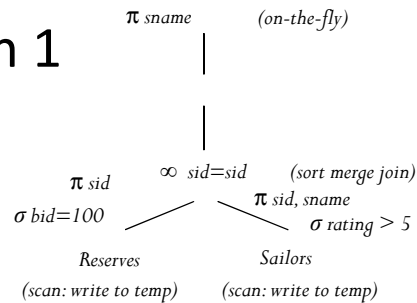 n 1
π sname (on-the-fly)
∞ sid=sid (sort merge join)
π sid
π sid, sname
σ bid=100
σ rating > 5
Reserves Sailors
(scan: write to temp) (scan: write to temp)